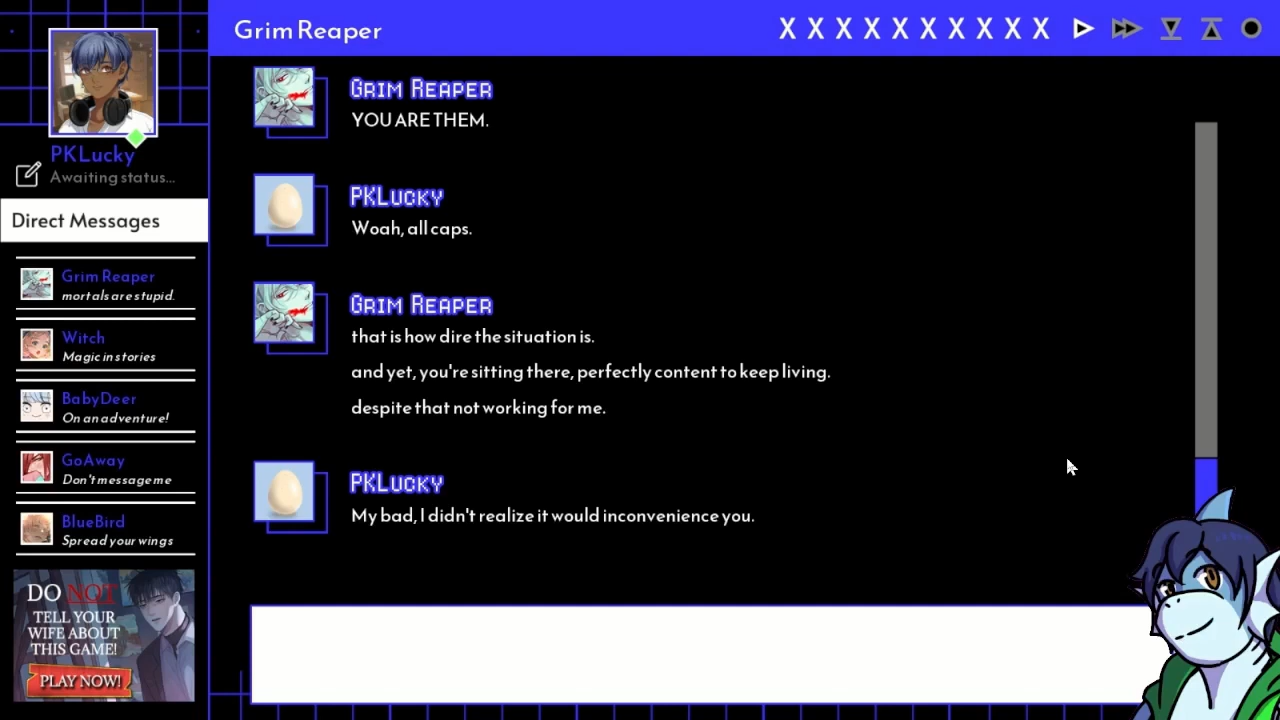 PKLucky
Awaiting status...
Direct Messages
Grim Reaper
mortals are stupid.
Witch
Magic in stories
BabyDeer
On an adventure!
GoAway
Don't message me
BlueBird
Spread your wings
DO NOT
TELL YOUR
WIFE ABOUT
THIS GAME!
PLAY NOW!
Grim Reaper
X X X X X X X X X X
Grim Reaper
YOU ARE THEM.
PKLucky
Woah, all caps.
Grim Reaper
that is how dire the situation is.
and yet, you're sitting there, perfectly content to keep living.
despite that not working for me.
PKLucky
My bad, I didn't realize it would inconvenience you.